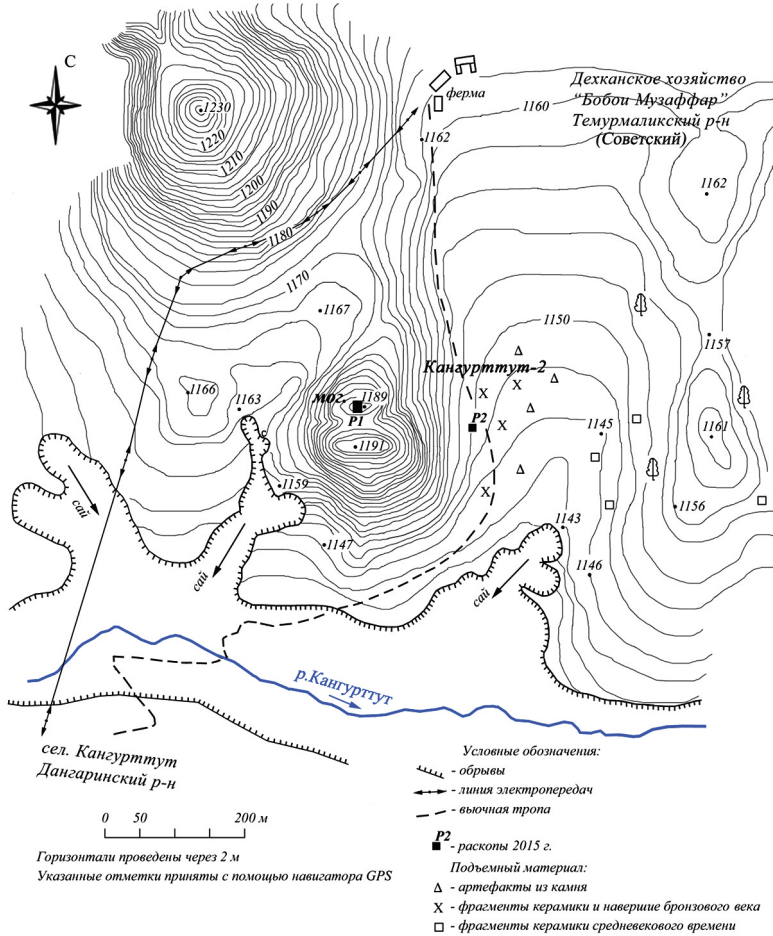 С
ферма
Дехканское хозяйство
“Бобои Музаффар”
Темурмаликский р-н
(Советский)
1230
1220
1210
1200
1190
1180
1170
1160
1162
1162
1167
1150
1157
Кангурттут-2
1166
1163
мог.
1189
P1
P2
1145
1161
1191
1159
1156
1147
1143
1146
сай
сай
сай
р.Кангурттут
сел. Кангурттут
Дангаринский р-н
Условные обозначения:
- обрывы
- линия электропередач
- вьючная тропа
P2
- раскопы 2015 г.
0 50 200 м
Горизонтали проведены через 2 м
Указанные отметки приняты с помощью навигатора GPS
Подъемный материал:
- артефакты из камня
X - фрагменты керамики и навершие бронзового века
- фрагменты керамики средневекового времени